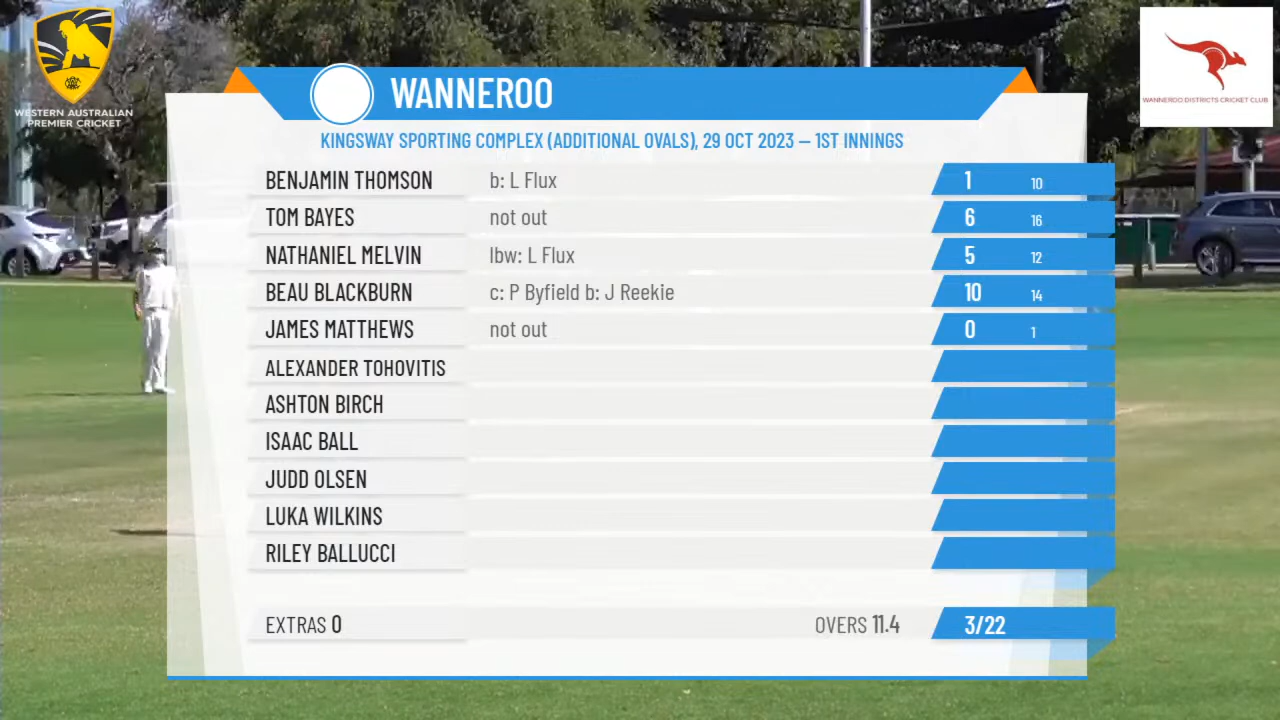 WESTERN AUSTRALIAN
PREMIER CRICKET
WANNEROO
WANNEROO DISTRICTS CRICKET CLUB
KINGSWAY SPORTING COMPLEX (ADDITIONAL OVALS), 29 OCT 2023 – 1ST INNINGS
BENJAMIN THOMSON b: L Flux 1 10
TOM BAYES not out 6 16
NATHANIEL MELVIN lbw: L Flux 5 12
BEAU BLACKBURN c: P Byfield b: J Reekie 10 14
JAMES MATTHEWS not out 0 1
ALEXANDER TOHOVITIS
ASHTON BIRCH
ISAAC BALL
JUDD OLSEN
LUKA WILKINS
RILEY BALLUCCI
EXTRAS 0 OVERS 11.4 3/22